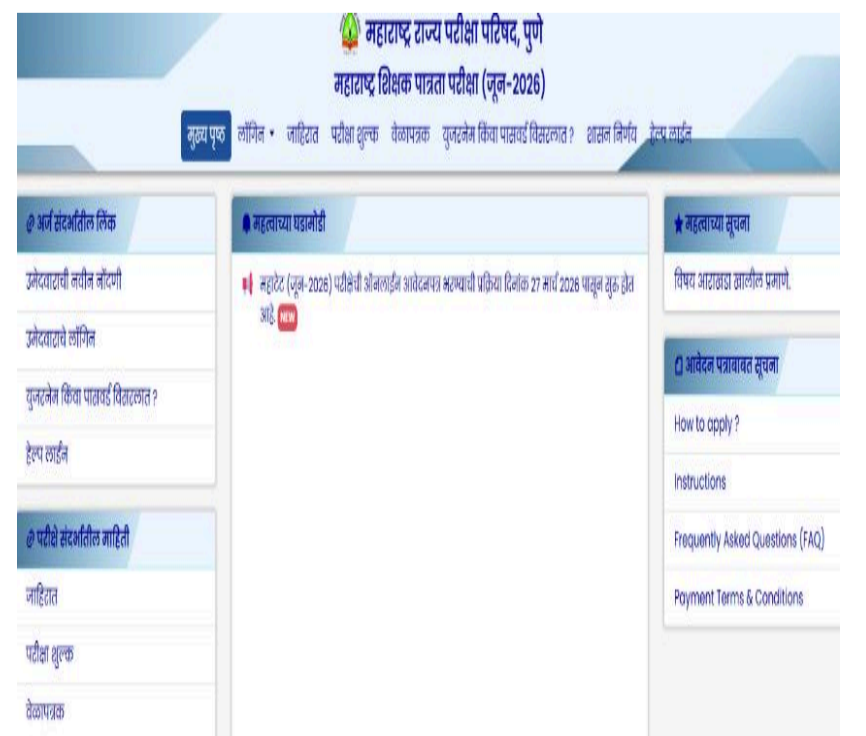 महाराष्ट्र राज्य परीक्षा परिषद, पुणे
महाराष्ट्र शिक्षक पात्रता परीक्षा (जून-2026)
मुख्य पृष्ठ लॉगिन जाहिरात परीक्षा शुल्क वेळापत्रक युजरनेम किंवा पासवर्ड विसरलात ? शासन निर्णय हेल्प लाईन
अर्ज संदर्भातील लिंक
उमेदवाराची नवीन नोंदणी
उमेदवाराचे लॉगिन
युजरनेम किंवा पासवर्ड विसरलात ?
हेल्प लाईन
परीक्षे संदर्भातील माहिती
जाहिरात
परीक्षा शुल्क
वेळापत्रक
महत्वाच्या घडामोडी
महाटेट (जून-2026) परीक्षेची ऑनलाईन आवेदनपत्र भरण्याची प्रक्रिया दिनांक 27 मार्च 2026 पासून सुरु होत
आहे. NEW
महत्वाच्या सूचना
विषय आराखडा खालील प्रमाणे.
आवेदन पत्राबाबत सूचना
How to apply ?
Instructions
Frequently Asked Questions (FAQ)
Payment Terms & Conditions